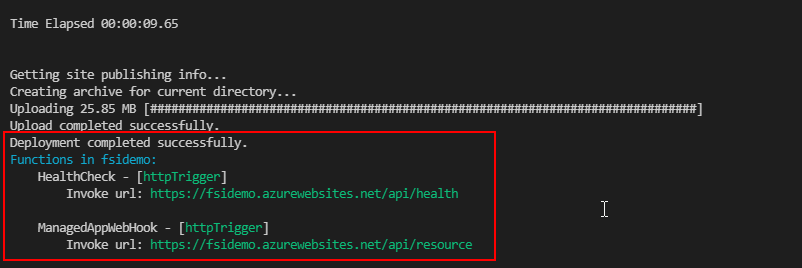 Time Elapsed 00:00:09.65
Getting site publishing info...
Creating archive for current directory...
Uploading 25.85 MB [##############################################################################]
Upload completed successfully.
Deployment completed successfully.
Functions in fsidemo:
HealthCheck - [httpTrigger]
Invoke url: https://fsidemo.azurewebsites.net/api/health
ManagedAppWebHook - [httpTrigger]
Invoke url: https://fsidemo.azurewebsites.net/api/resource